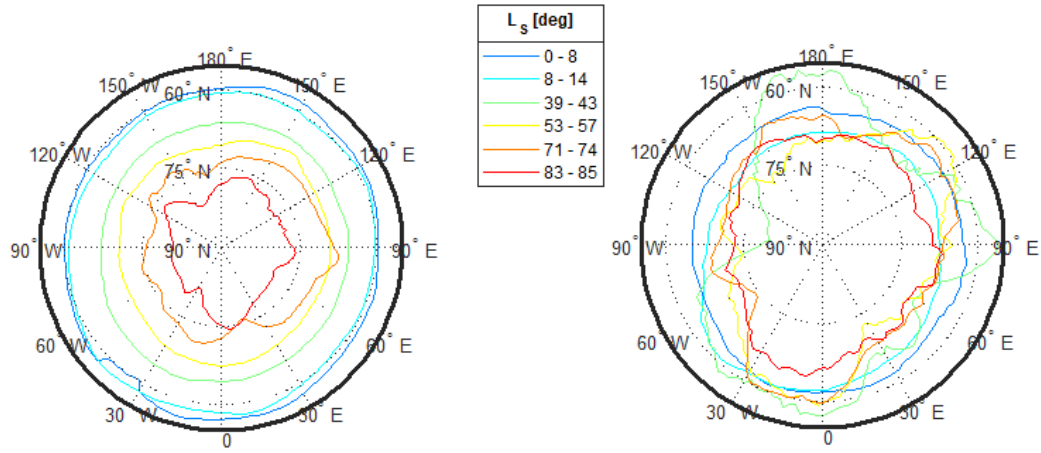 180° E
150° W
150° E
60° N
120° W
120° E
75° N
90° W
90° N
90° E
60° W
60° E
30° W
30° E
0
L_S [deg]
0 - 8
8 - 14
39 - 43
53 - 57
71 - 74
83 - 85
180° E
150° W
150° E
60° N
120° W
120° E
75° N
90° W
90° N
90° E
60° W
60° E
30° W
30° E
0